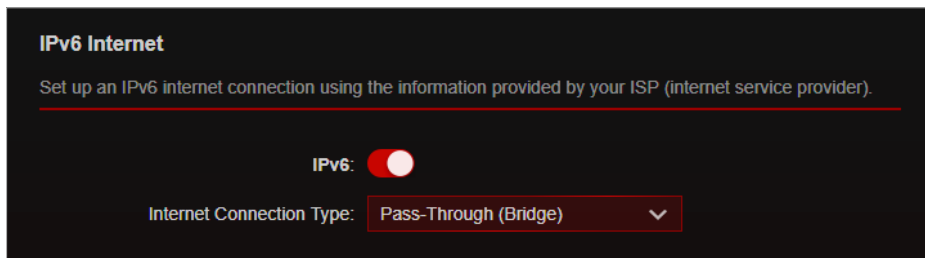 IPv6 Internet
Set up an IPv6 internet connection using the information provided by your ISP (internet service provider).
IPv6:
Internet Connection Type: Pass-Through (Bridge)